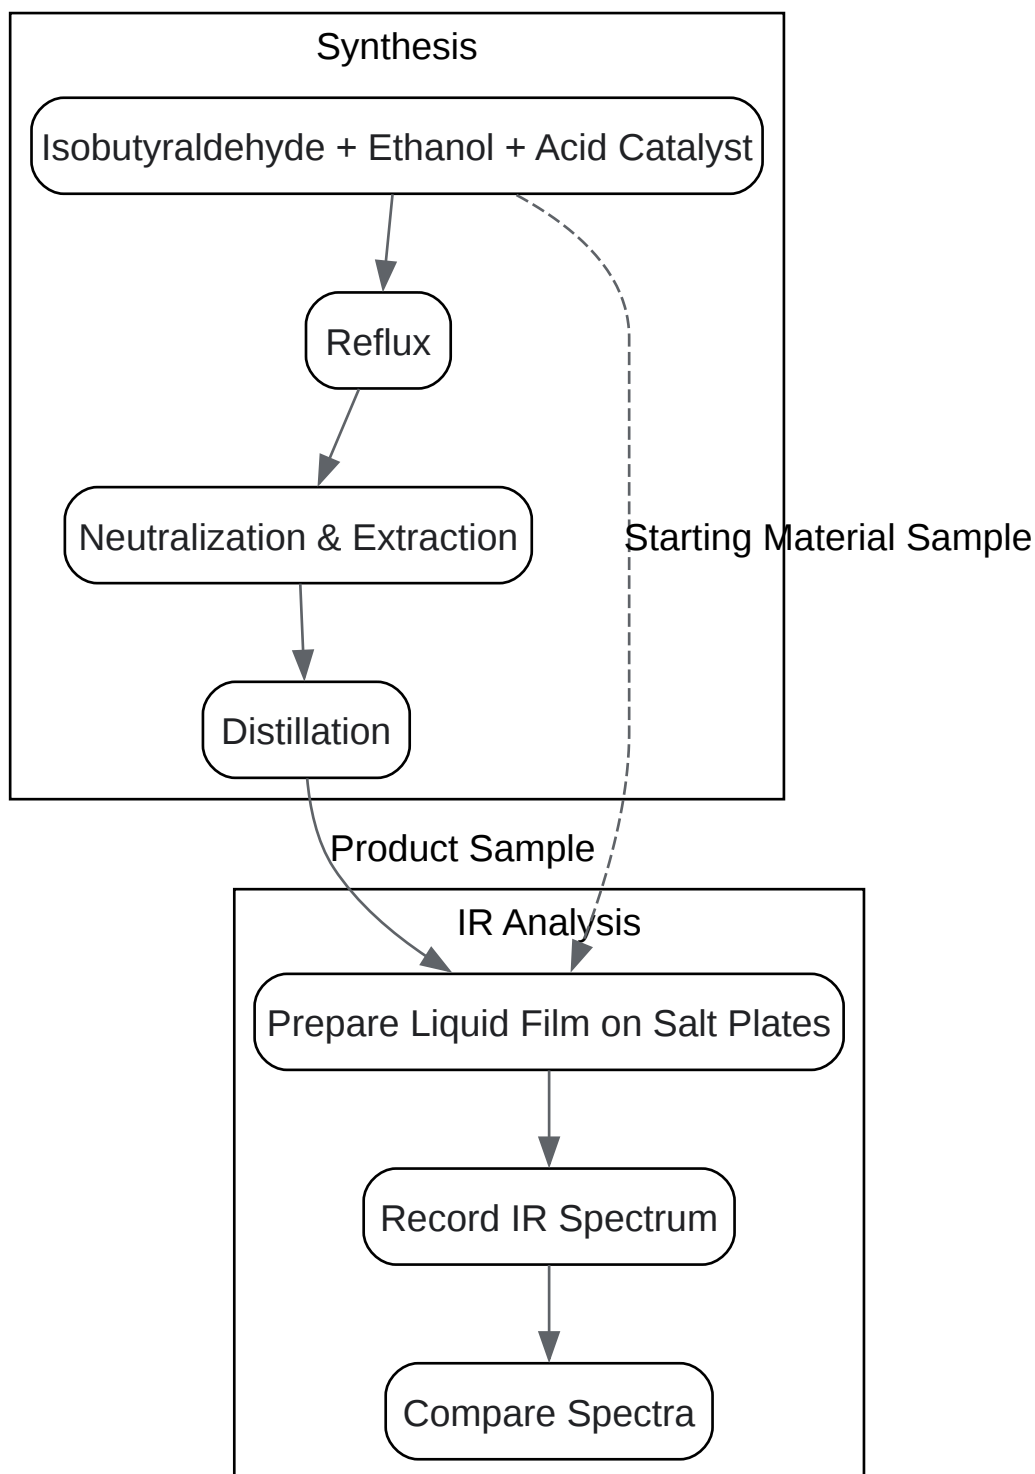 Synthesis
Isobutyraldehyde + Ethanol + Acid Catalyst
Reflux
Neutralization & Extraction
Starting Material Sample
Distillation
Product Sample
IR Analysis
Prepare Liquid Film on Salt Plates
Record IR Spectrum
Compare Spectra